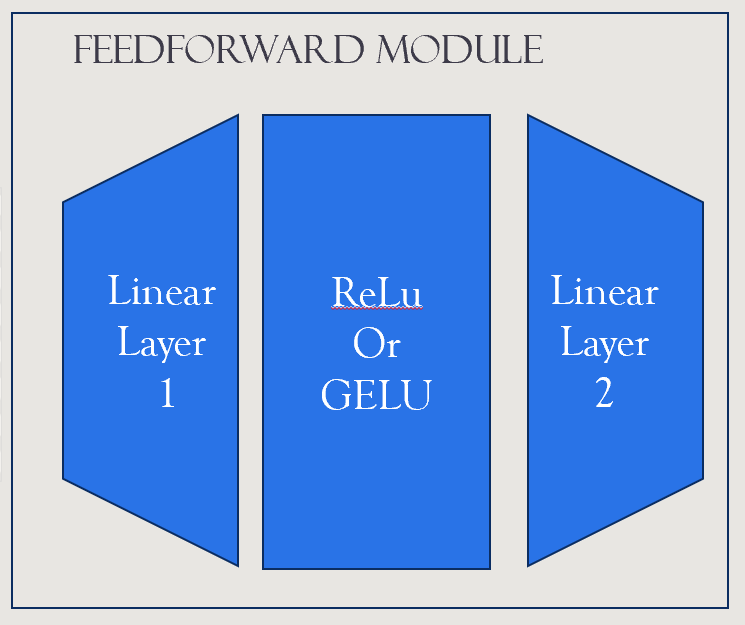 FEEDFORWARD MODULE
Linear
Layer
1
ReLu
Or
GELU
Linear
Layer
2